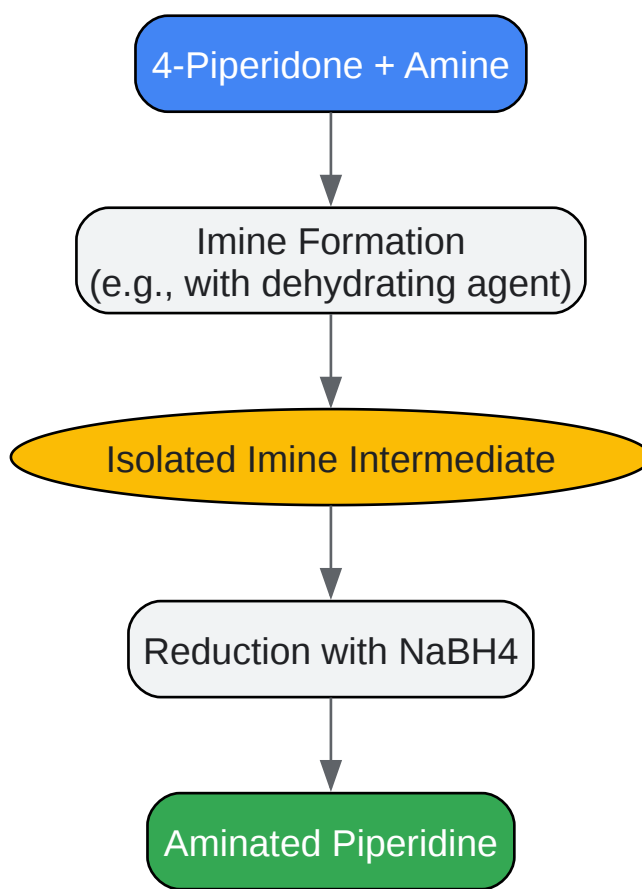 4-Piperidone + Amine
Imine Formation
(e.g., with dehydrating agent)
Isolated Imine Intermediate
Reduction with NaBH4
Aminated Piperidine